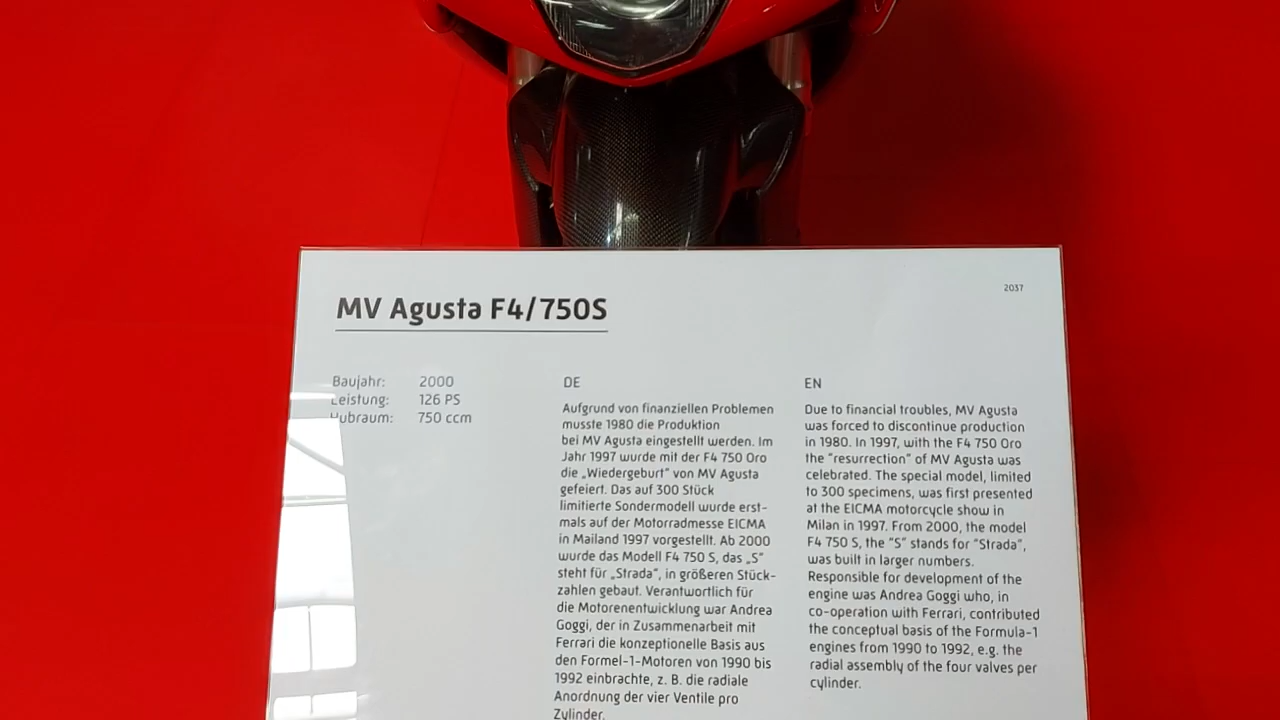 MV Agusta F4/750S
2037
Baujahr: 2000
Leistung: 126 PS
Hubraum: 750 ccm
DE
Aufgrund von finanziellen Problemen
musste 1980 die Produktion
bei MV Agusta eingestellt werden. Im
Jahr 1997 wurde mit der F4 750 Oro
die „Wiedergeburt“ von MV Agusta
gefeiert. Das auf 300 Stück
limitierte Sondermodell wurde erst-
mals auf der Motorradmesse EICMA
in Mailand 1997 vorgestellt. Ab 2000
wurde das Modell F4 750 S, das „S“
steht für „Strada“, in größeren Stück-
zahlen gebaut. Verantwortlich für
die Motorenentwicklung war Andrea
Goggi, der in Zusammenarbeit mit
Ferrari die konzeptionelle Basis aus
den Formel-1-Motoren von 1990 bis
1992 einbrachte, z. B. die radiale
Anordnung der vier Ventile pro
Zylinder.
EN
Due to financial troubles, MV Agusta
was forced to discontinue production
in 1980. In 1997, with the F4 750 Oro
the “resurrection” of MV Agusta was
celebrated. The special model, limited
to 300 specimens, was first presented
at the EICMA motorcycle show in
Milan in 1997. From 2000, the model
F4 750 S, the “S” stands for “Strada”,
was built in larger numbers.
Responsible for development of the
engine was Andrea Goggi who, in
co-operation with Ferrari, contributed
the conceptual basis of the Formula-1
engines from 1990 to 1992, e.g. the
radial assembly of the four valves per
cylinder.